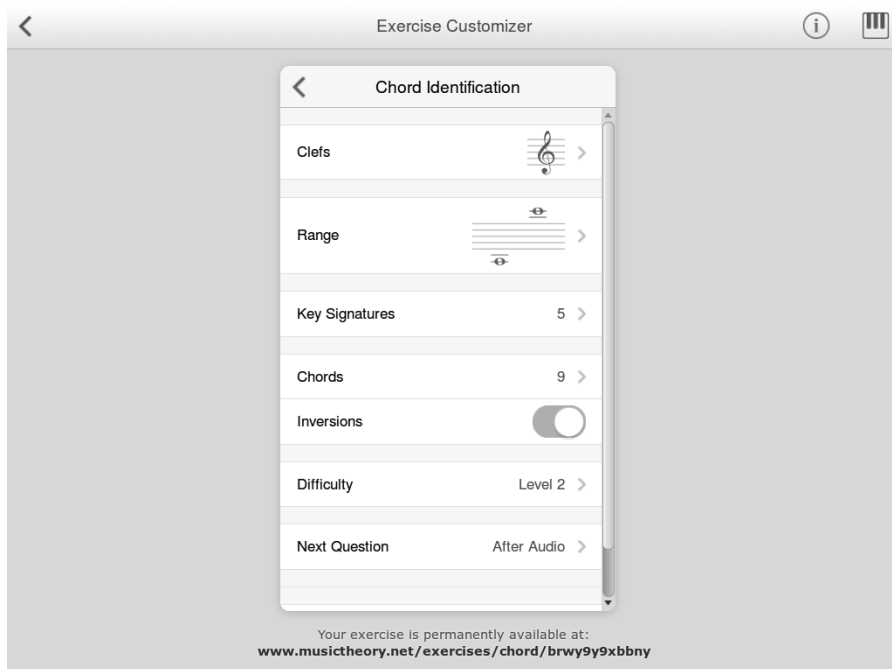 Exercise Customizer
Chord Identification
Clefs
Range
Key Signatures 5
Chords 9
Inversions
Difficulty Level 2
Next Question After Audio
Your exercise is permanently available at:
www.musictheory.net/exercises/chord/brwy9y9xbbny